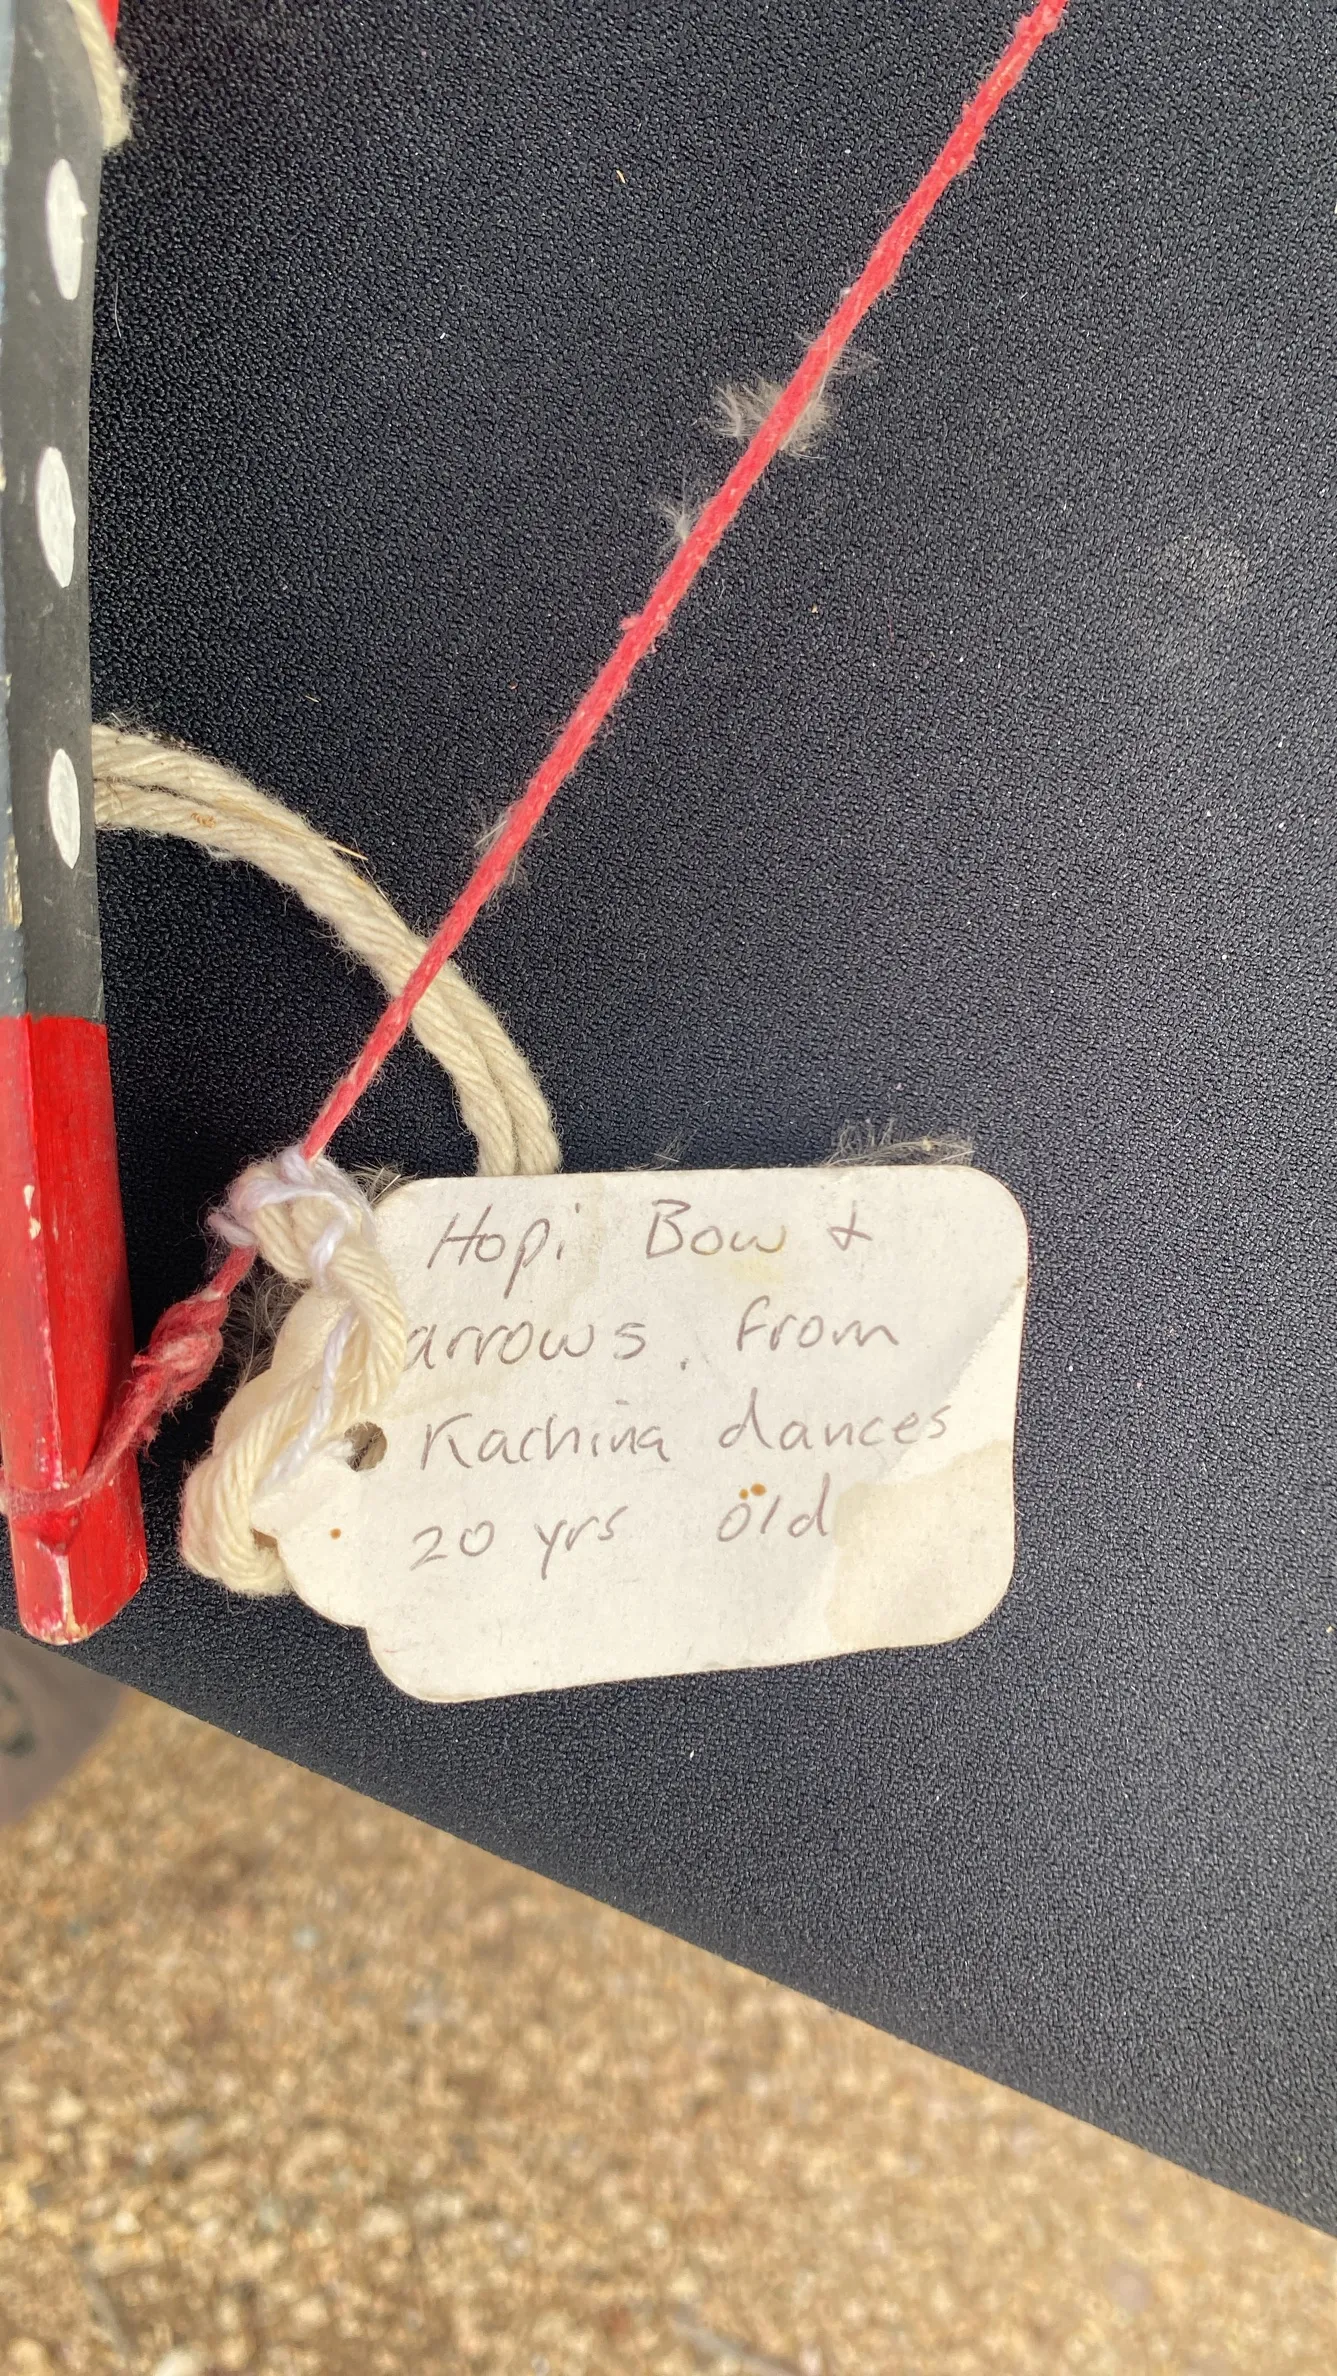 Hopi Bow &
arrows. from
Kachina dances
20 yrs old